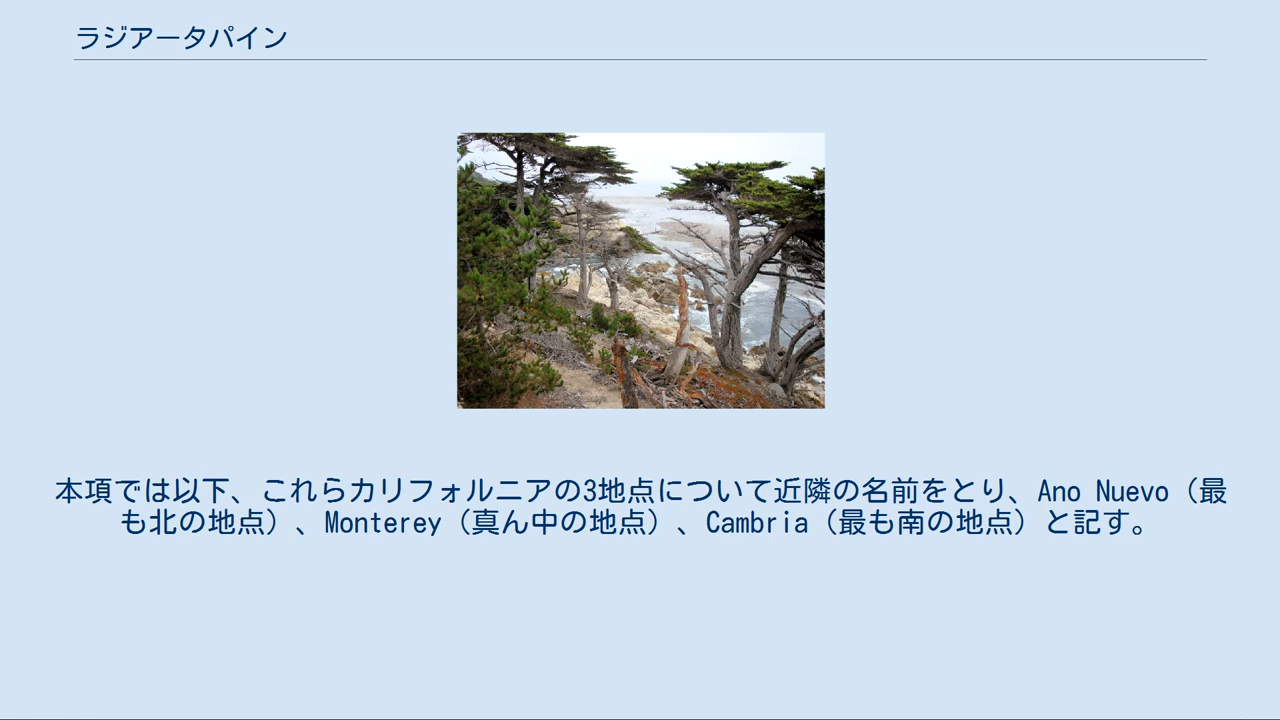 ラジアータパイン
本項では以下、これらカリフォルニアの3地点について近隣の名前をとり、Ano Nuevo（最
も北の地点）、Monterey（真ん中の地点）、Cambria（最も南の地点）と記す。